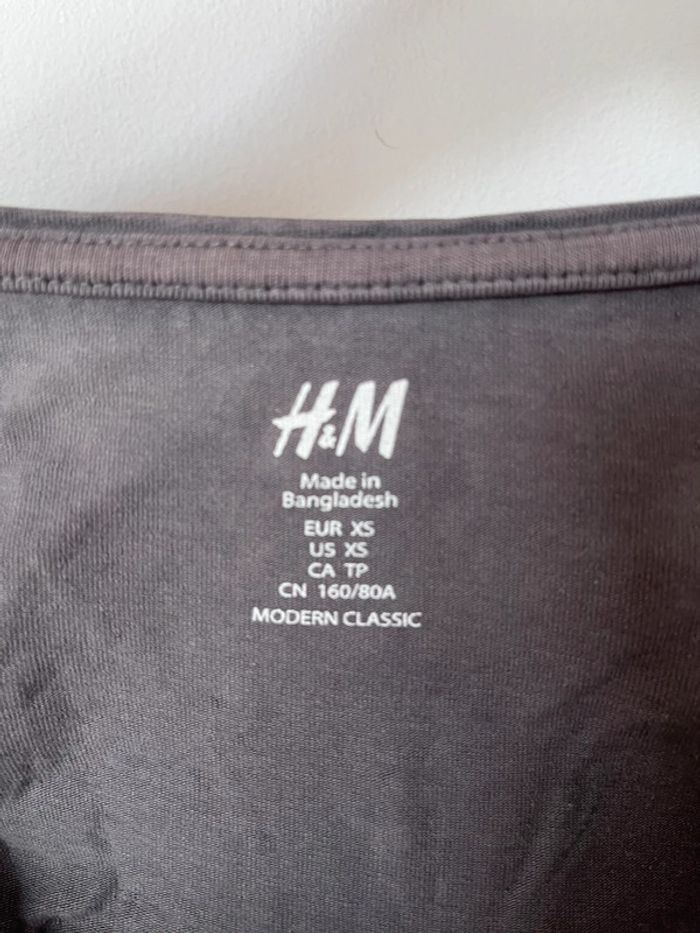 H&M
Made in
Bangladesh
EUR XS
US XS
CA TP
CN 160/80A
MODERN CLASSIC